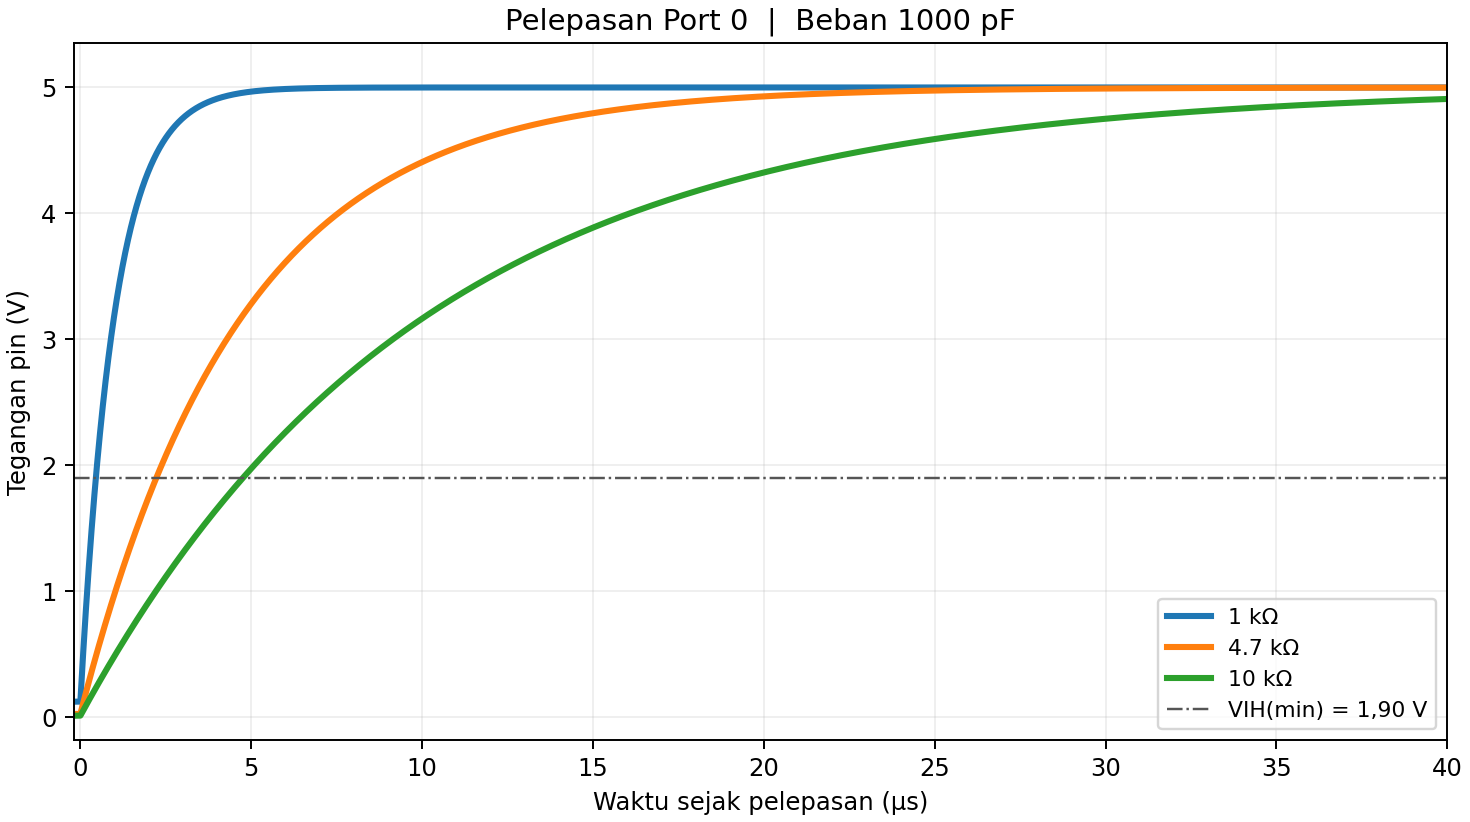 Pelepasan Port 0 | Beban 1000 pF
Tegangan pin (V)
5
4
3
2
1
0
0 5 10 15 20 25 30 35 40
Waktu sejak pelepasan (µs)
1 kΩ
4.7 kΩ
10 kΩ
VIH(min) = 1,90 V